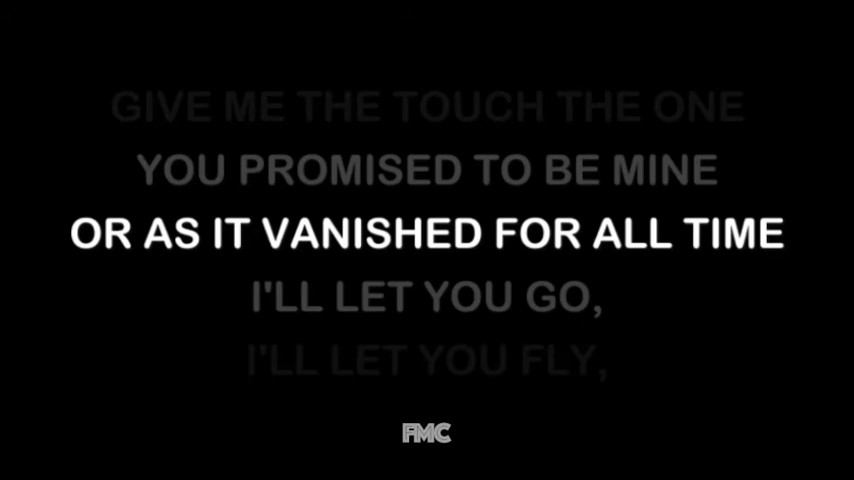 GIVE ME THE TOUCH THE ONE
YOU PROMISED TO BE MINE
OR AS IT VANISHED FOR ALL TIME
I'LL LET YOU GO,
I'LL LET YOU FLY,
FMC